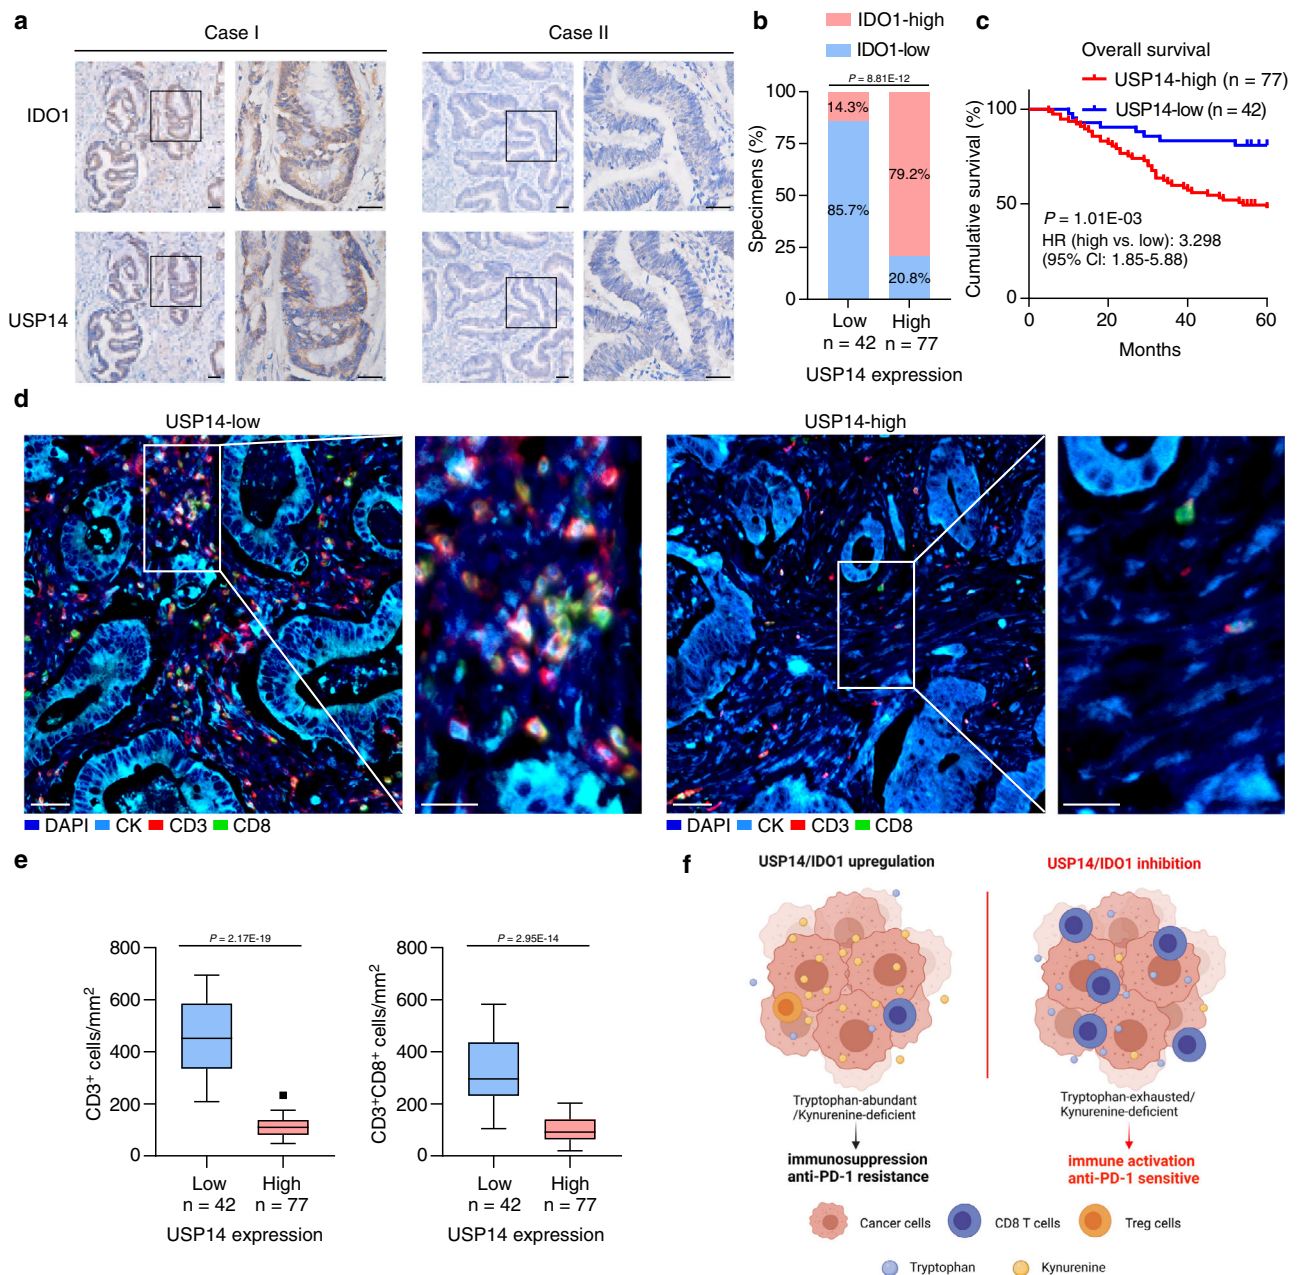 a
Case I
Case II
IDO1
USP14
b
IDO1-high
IDO1-low
P = 8.81E-12
Specimens (%)
100
75
50
25
0
14.3%
85.7%
79.2%
20.8%
Low
n = 42
High
n = 77
USP14 expression
c
Overall survival
USP14-high (n = 77)
USP14-low (n = 42)
Cumulative survival (%)
100
50
0
P = 1.01E-03
HR (high vs. low): 3.298
(95% CI: 1.85-5.88)
0
20
40
60
Months
d
USP14-low
USP14-high
DAPI CK CD3 CD8
DAPI CK CD3 CD8
e
P = 2.17E-19
CD3+ cells/mm2
800
600
400
200
0
Low
n = 42
High
n = 77
USP14 expression
P = 2.95E-14
CD3+CD8+ cells/mm2
800
600
400
200
0
Low
n = 42
High
n = 77
USP14 expression
f
USP14/IDO1 upregulation
USP14/IDO1 inhibition
Tryptophan-abundant
/Kynurenine-deficient
immunosuppression
anti-PD-1 resistance
Tryptophan-exhausted/
Kynurenine-deficient
immune activation
anti-PD-1 sensitive
Cancer cells
CD8 T cells
Treg cells
Tryptophan
Kynurenine